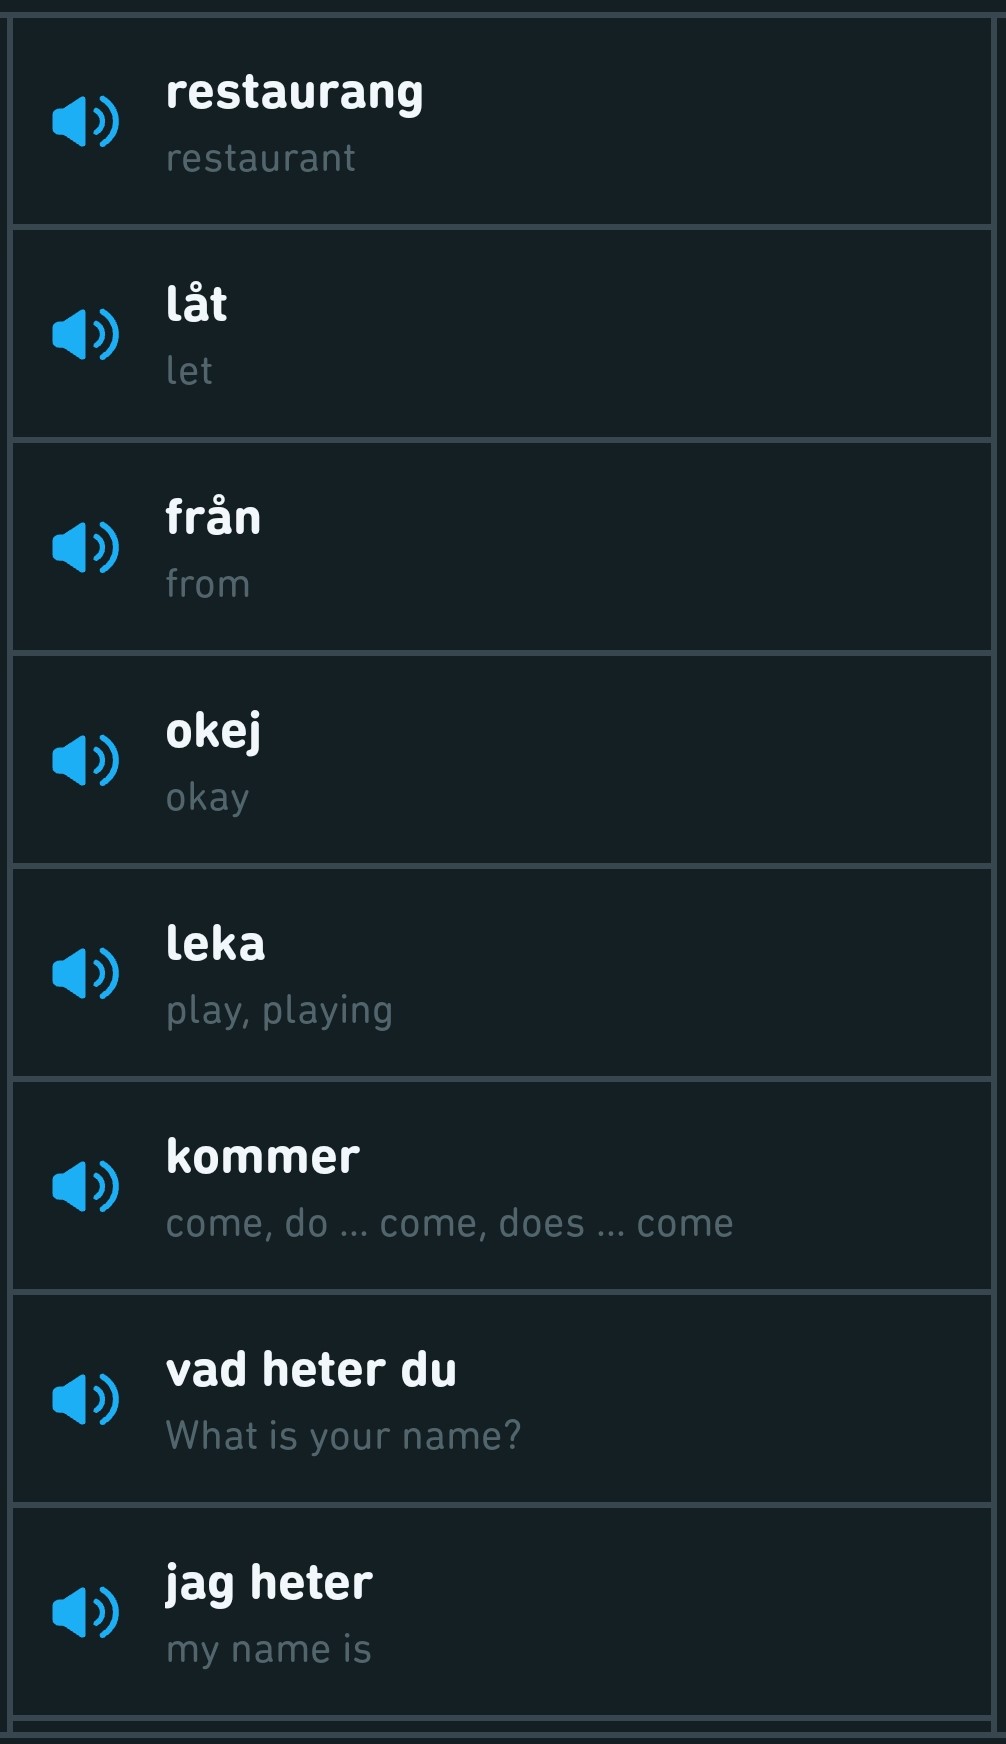 restaurang
restaurant
låt
let
från
from
okej
okay
leka
play, playing
kommer
come, do ... come, does ... come
vad heter du
What is your name?
jag heter
my name is